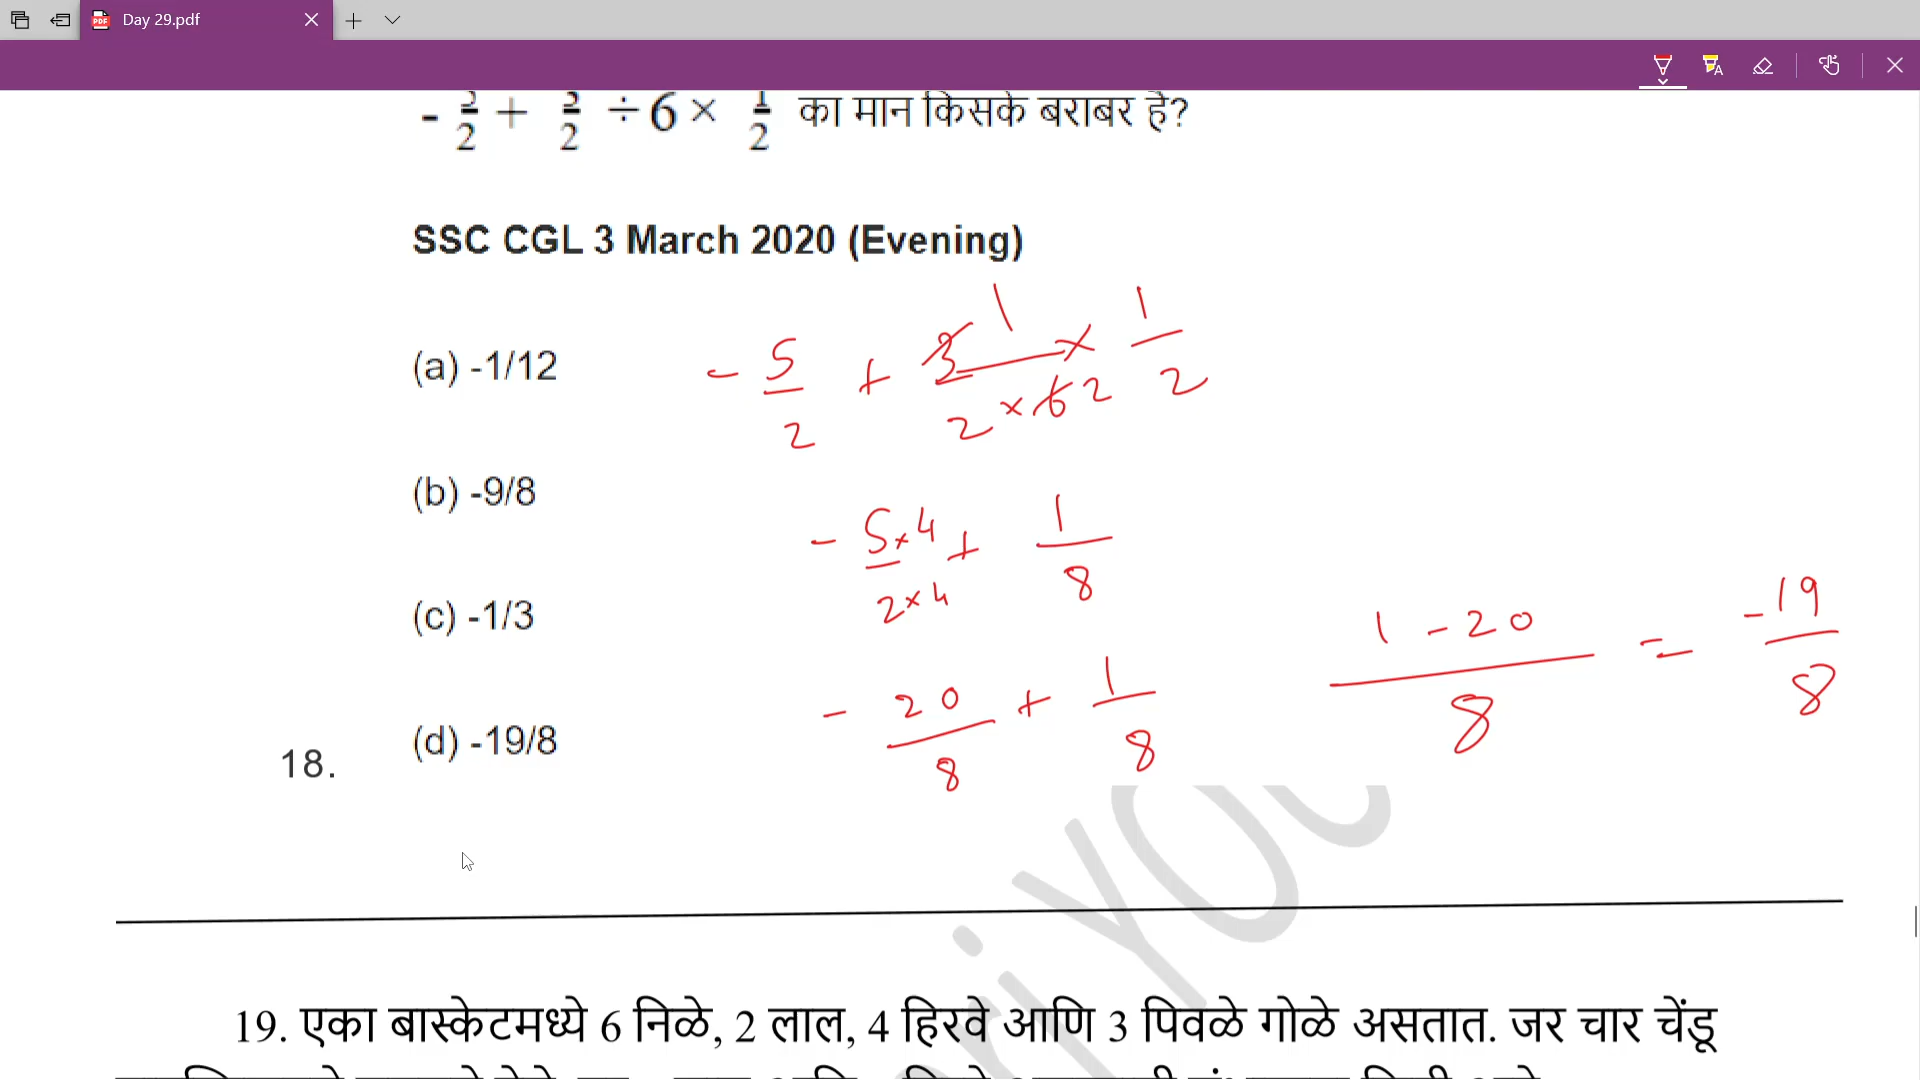 Day 29.pdf
- 5/2 + 3/2 ÷ 6 × 1/2 का मान किसके बराबर है?
SSC CGL 3 March 2020 (Evening)
(a) -1/12
(b) -9/8
(c) -1/3
18. (d) -19/8
- 5/2 + 3 1/2 × 6 2 × 1/2
- 5×4/2×4 + 1/8
- 20/8 + 1/8
1 - 20/8 = -19/8
19. एका बास्केटमध्ये 6 निळे, 2 लाल, 4 हिरवे आणि 3 पिवळे गोळे असतात. जर चार चेंडू